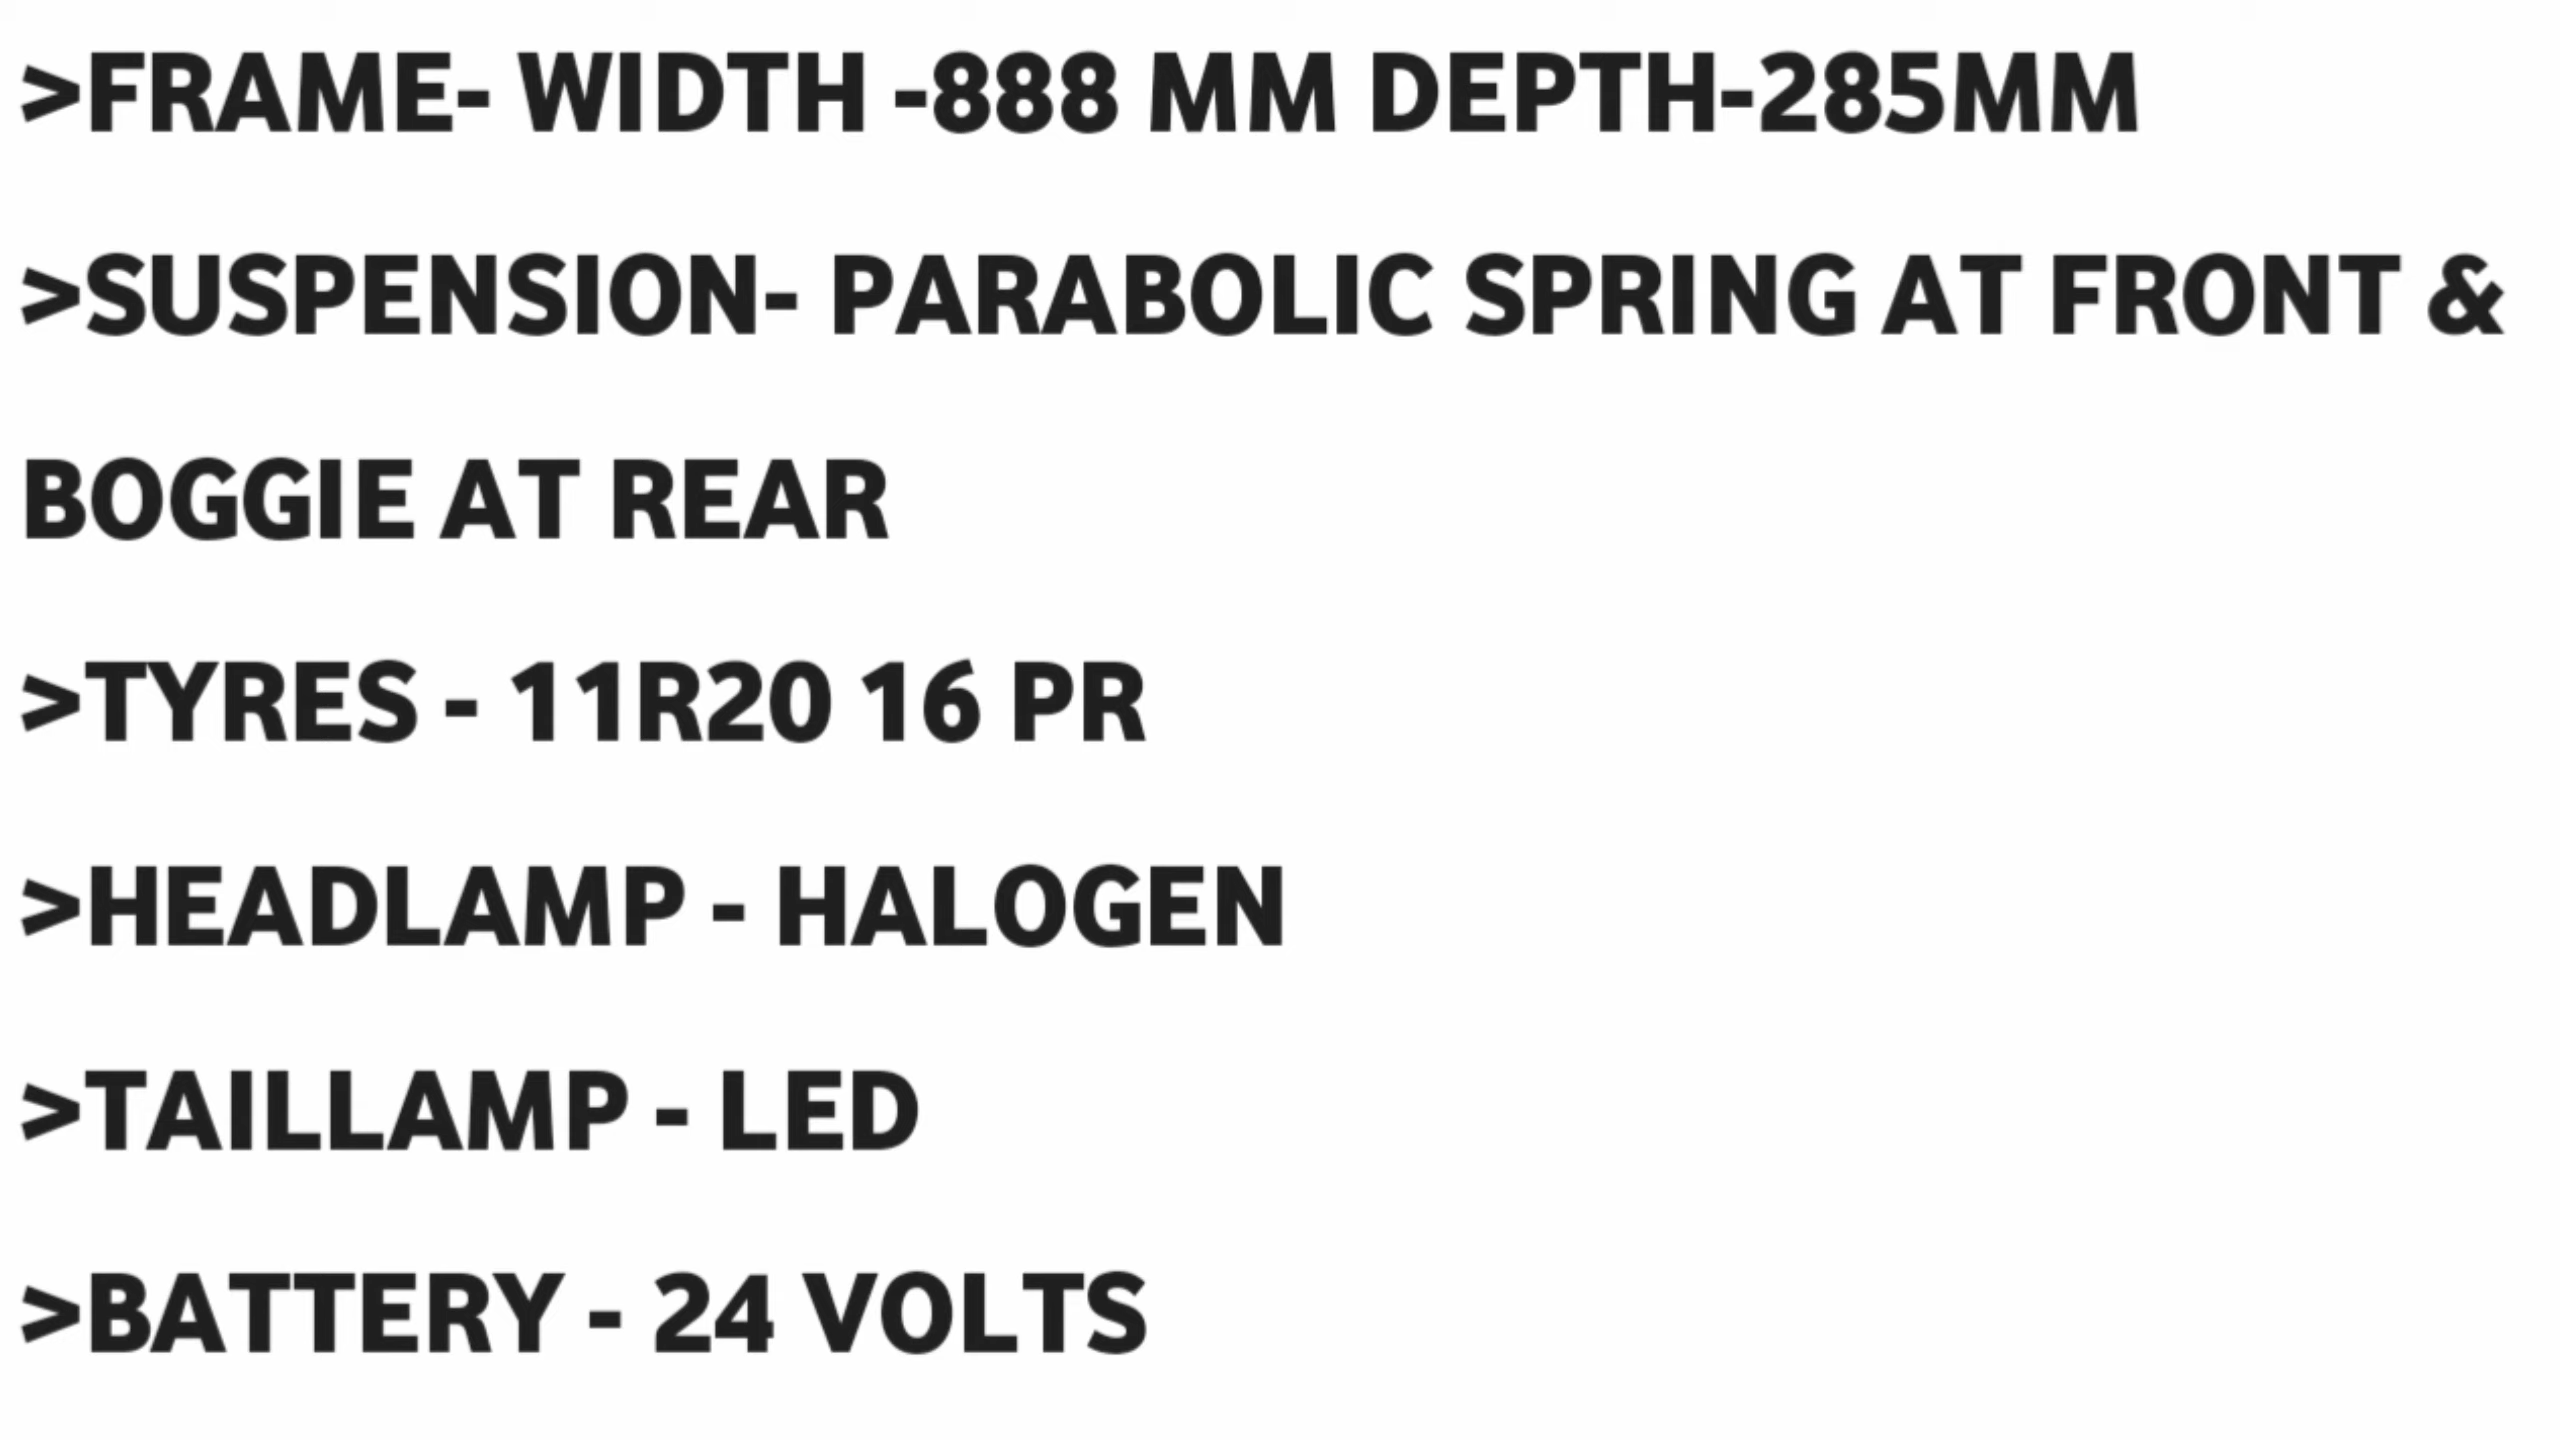 >FRAME- WIDTH -888 MM DEPTH-285MM
>SUSPENSION- PARABOLIC SPRING AT FRONT &
BOGGIE AT REAR
>TYRES - 11R20 16 PR
>HEADLAMP - HALOGEN
>TAILLAMP - LED
>BATTERY - 24 VOLTS